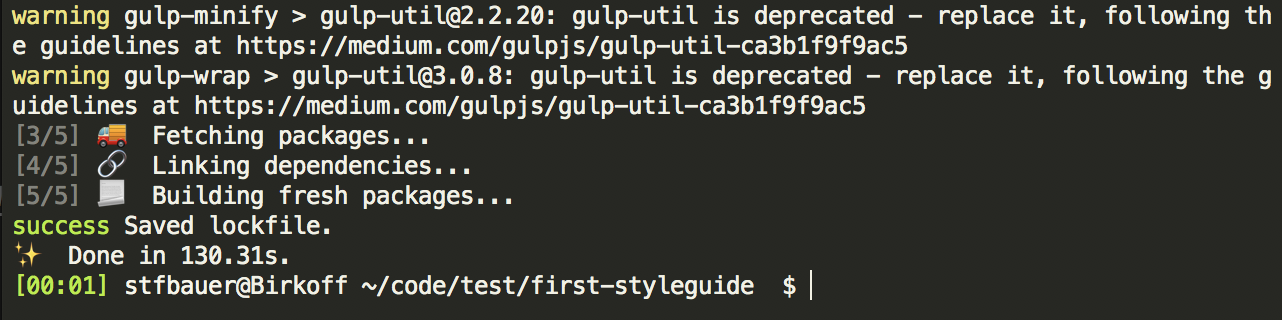 warning gulp-minify > gulp-util@2.2.20: gulp-util is deprecated - replace it, following th
e guidelines at https://medium.com/gulpjs/gulp-util-ca3b1f9f9ac5
warning gulp-wrap > gulp-util@3.0.8: gulp-util is deprecated - replace it, following the g
uidelines at https://medium.com/gulpjs/gulp-util-ca3b1f9f9ac5
[3/5] 🚚  Fetching packages...
[4/5] 🔗  Linking dependencies...
[5/5] 📃  Building fresh packages...
success Saved lockfile.
✨  Done in 130.31s.
[00:01] stfbauer@Birkoff ~/code/test/first-styleguide  $